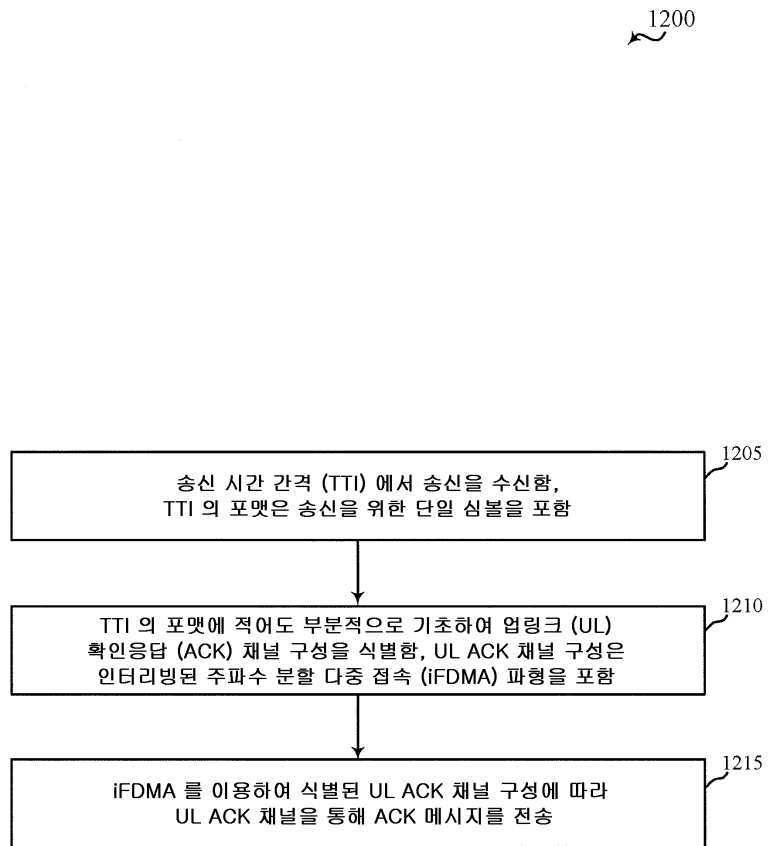 1200
1205
송신 시간 간격 (TTI) 에서 송신을 수신함,
TTI 의 포맷은 송신을 위한 단일 심볼을 포함
1210
TTI 의 포맷에 적어도 부분적으로 기초하여 업링크 (UL)
확인응답 (ACK) 채널 구성을 식별함, UL ACK 채널 구성은
인터리빙된 주파수 분할 다중 접속 (iFDMA) 파형을 포함
1215
iFDMA 를 이용하여 식별된 UL ACK 채널 구성에 따라
UL ACK 채널을 통해 ACK 메시지를 전송